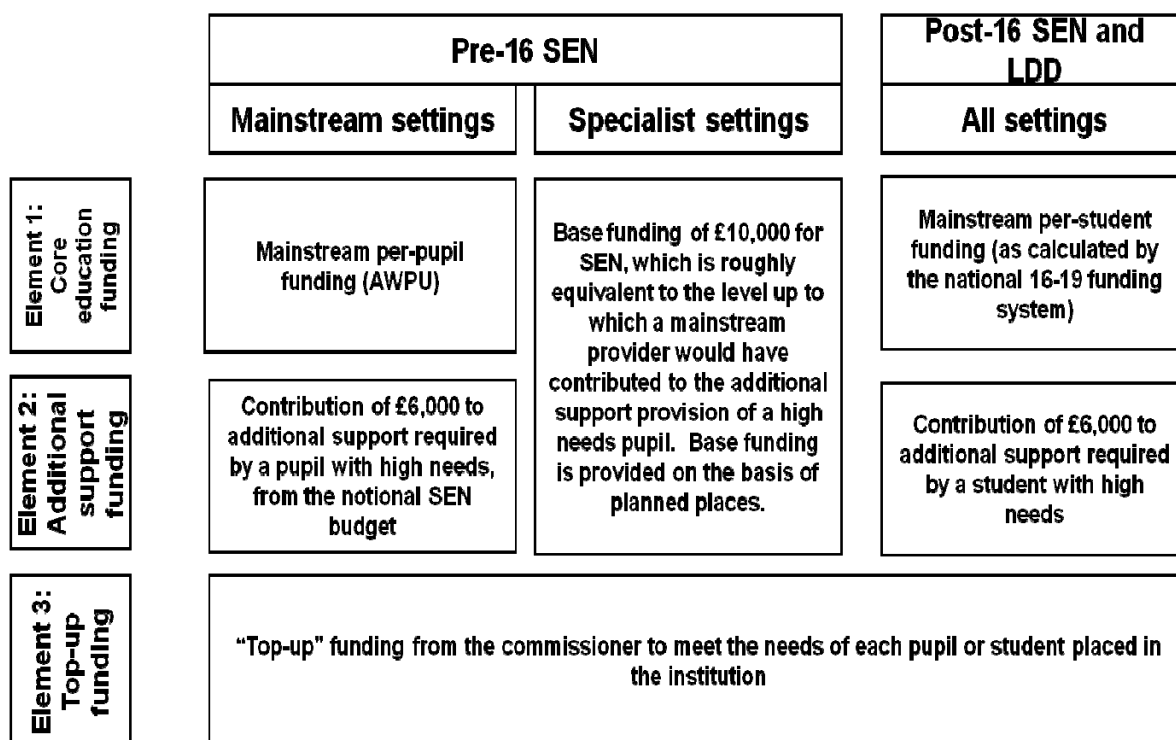 Pre-16 SEN
Post-16 SEN and
LDD
Mainstream settings
Specialist settings
All settings
Element 1:
Core
education
funding
Mainstream per-pupil
funding (AWPU)
Base funding of £10,000 for
SEN, which is roughly
equivalent to the level up to
which a mainstream
provider would have
contributed to the additional
support provision of a high
needs pupil. Base funding
is provided on the basis of
planned places.
Mainstream per-student
funding (as calculated by
the national 16-19 funding
system)
Element 2:
Additional
support
funding
Contribution of £6,000 to
additional support required
by a pupil with high needs,
from the notional SEN
budget
Contribution of £6,000 to
additional support required
by a student with high
needs
Element 3:
Top-up
funding
“Top-up” funding from the commissioner to meet the needs of each pupil or student placed in
the institution